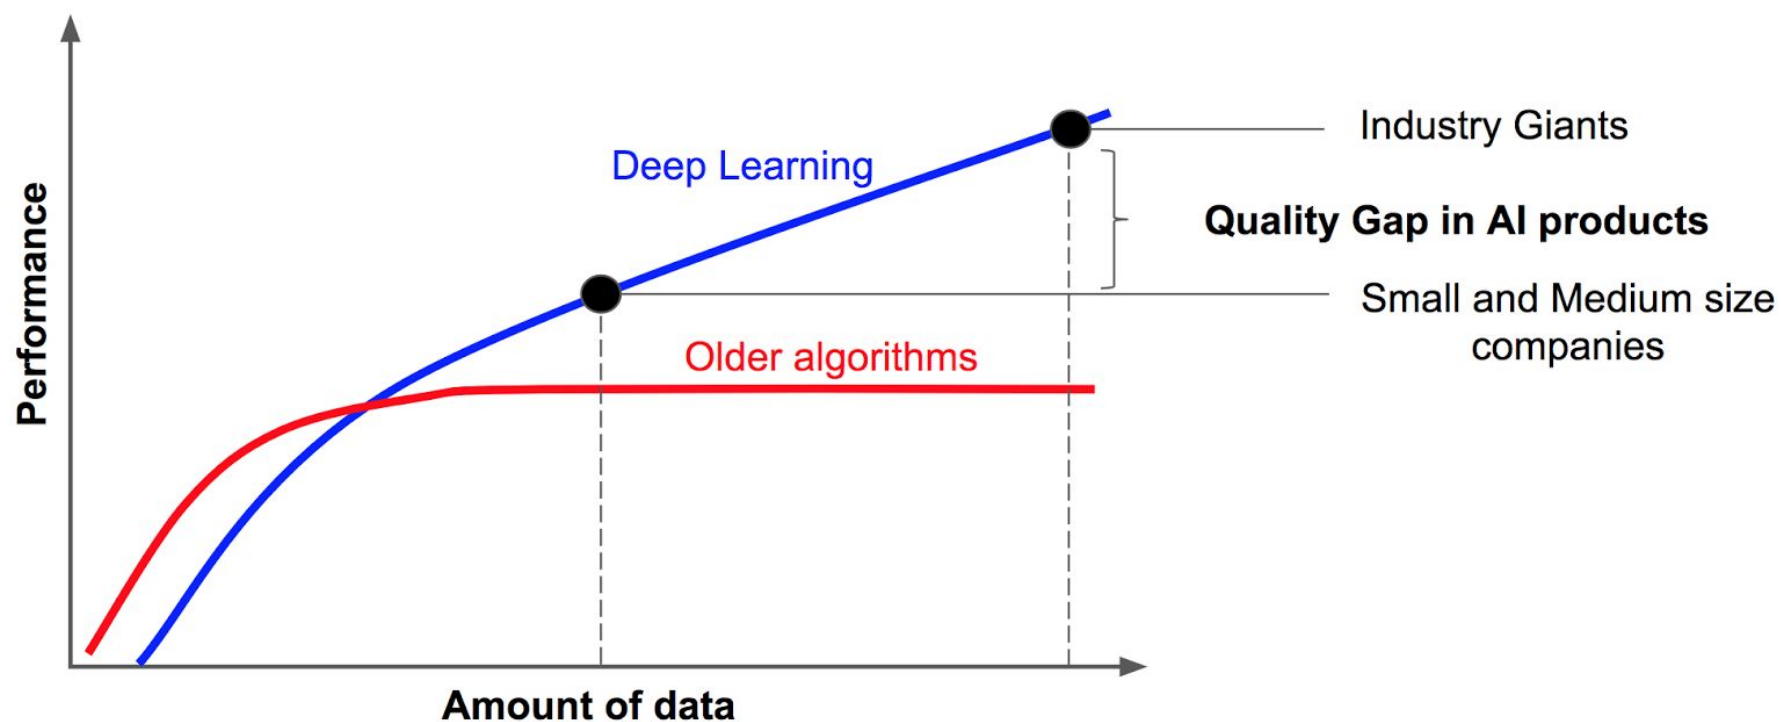 Industry Giants
Deep Learning
Quality Gap in AI products
Small and Medium size
companies
Older algorithms
Performance
Amount of data